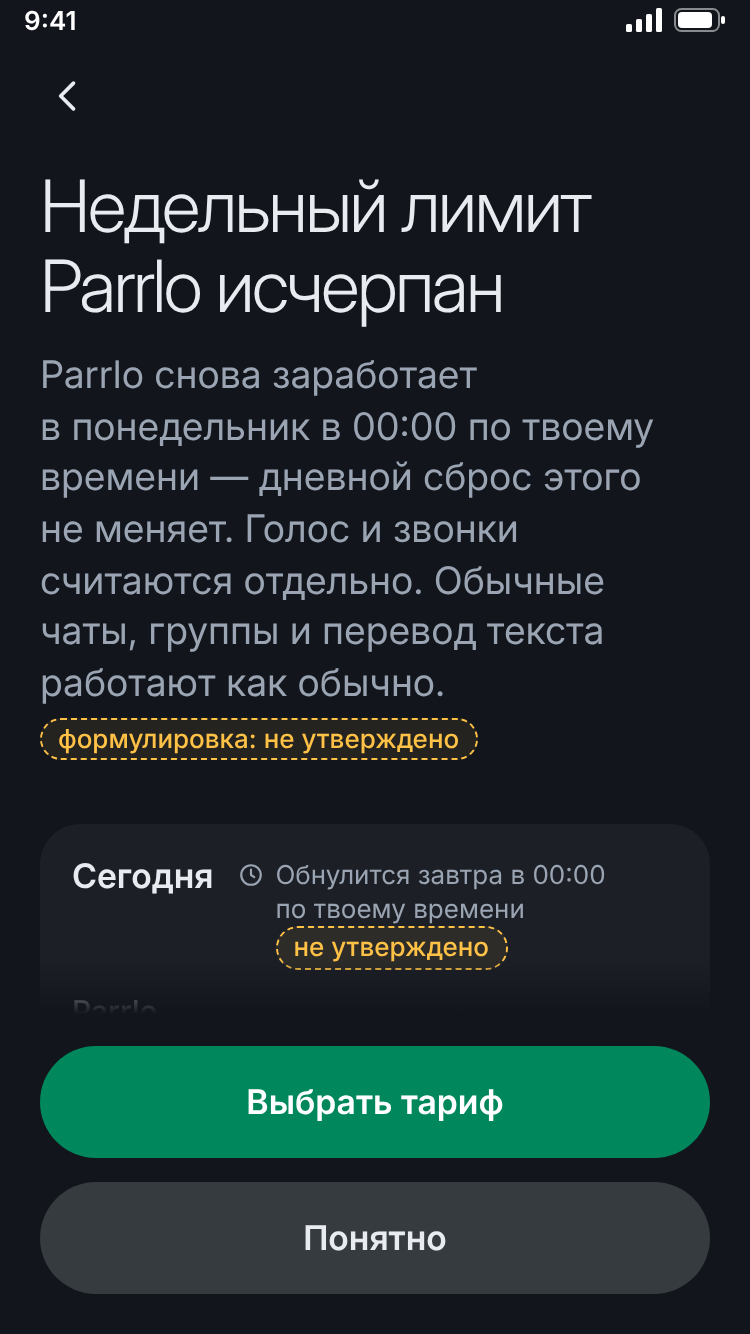 9:41
Недельный лимит
Parrlo исчерпан
Parrlo снова заработает
в понедельник в 00:00 по твоему
времени — дневной сброс этого
не меняет. Голос и звонки
считаются отдельно. Обычные
чаты, группы и перевод текста
работают как обычно.
формулировка: не утверждено
Сегодня
Обнулится завтра в 00:00
по твоему времени
не утверждено
Parrlo
Выбрать тариф
Понятно